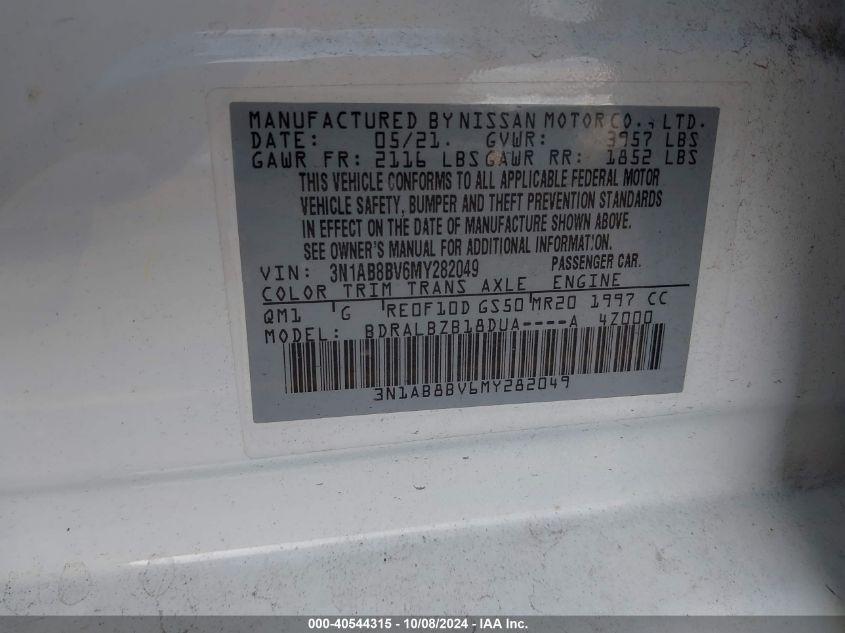 MANUFACTURED BY NISSAN MOTOR CO., LTD.
DATE: 05/21. GVWR: 3957 LBS
GAWR FR: 2116 LBS GAWR RR: 1852 LBS
THIS VEHICLE CONFORMS TO ALL APPLICABLE FEDERAL MOTOR
VEHICLE SAFETY, BUMPER AND THEFT PREVENTION STANDARDS
IN EFFECT ON THE DATE OF MANUFACTURE SHOWN ABOVE.
SEE OWNER'S MANUAL FOR ADDITIONAL INFORMATION.
VIN: 3N1AB8BV6MY282049 PASSENGER CAR.
COLOR TRIM TRANS AXLE ENGINE
QM1 G RE0F10D GS50 MR20 1997 CC
MODEL: BDRALBZB18DUA----A 4Z000
3N1AB8BV6MY282049
000-40544315 - 10/08/2024 - IAA Inc.